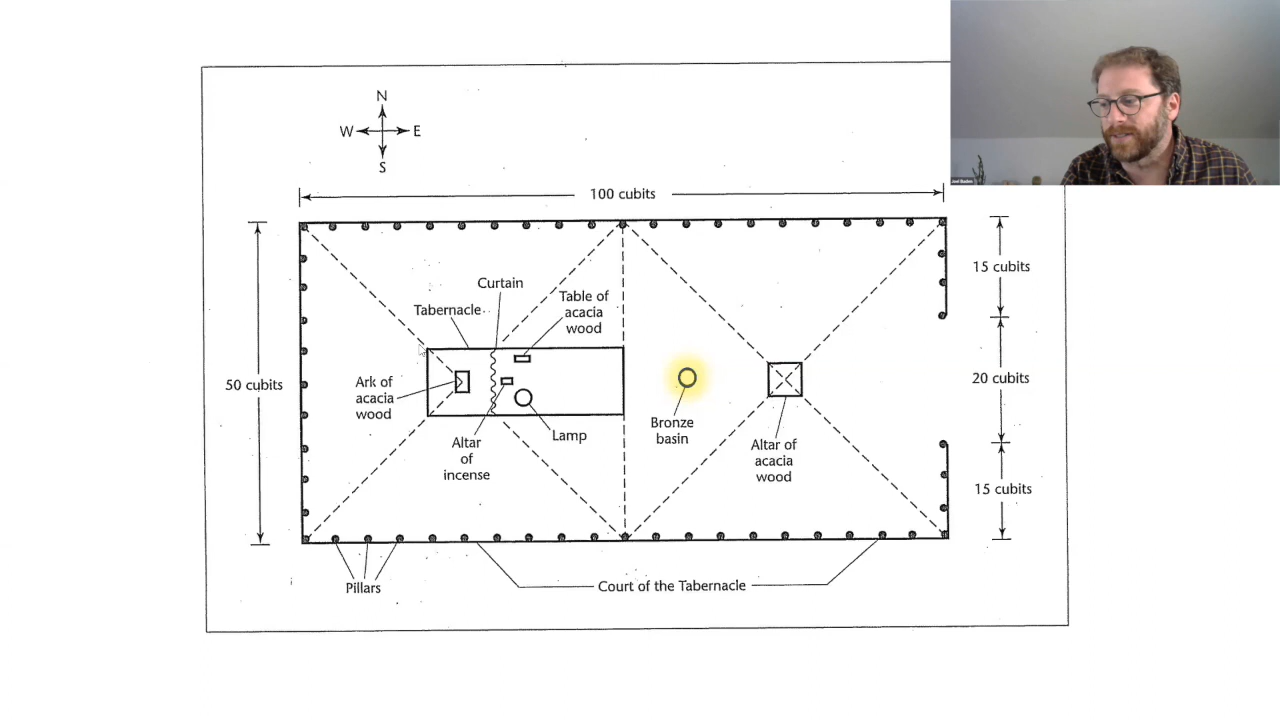 N
W
E
S
100 cubits
50 cubits
15 cubits
20 cubits
15 cubits
Curtain
Tabernacle
Table of
acacia
wood
Ark of
acacia
wood
Altar
of
incense
Lamp
Bronze
basin
Altar of
acacia
wood
Pillars
Court of the Tabernacle